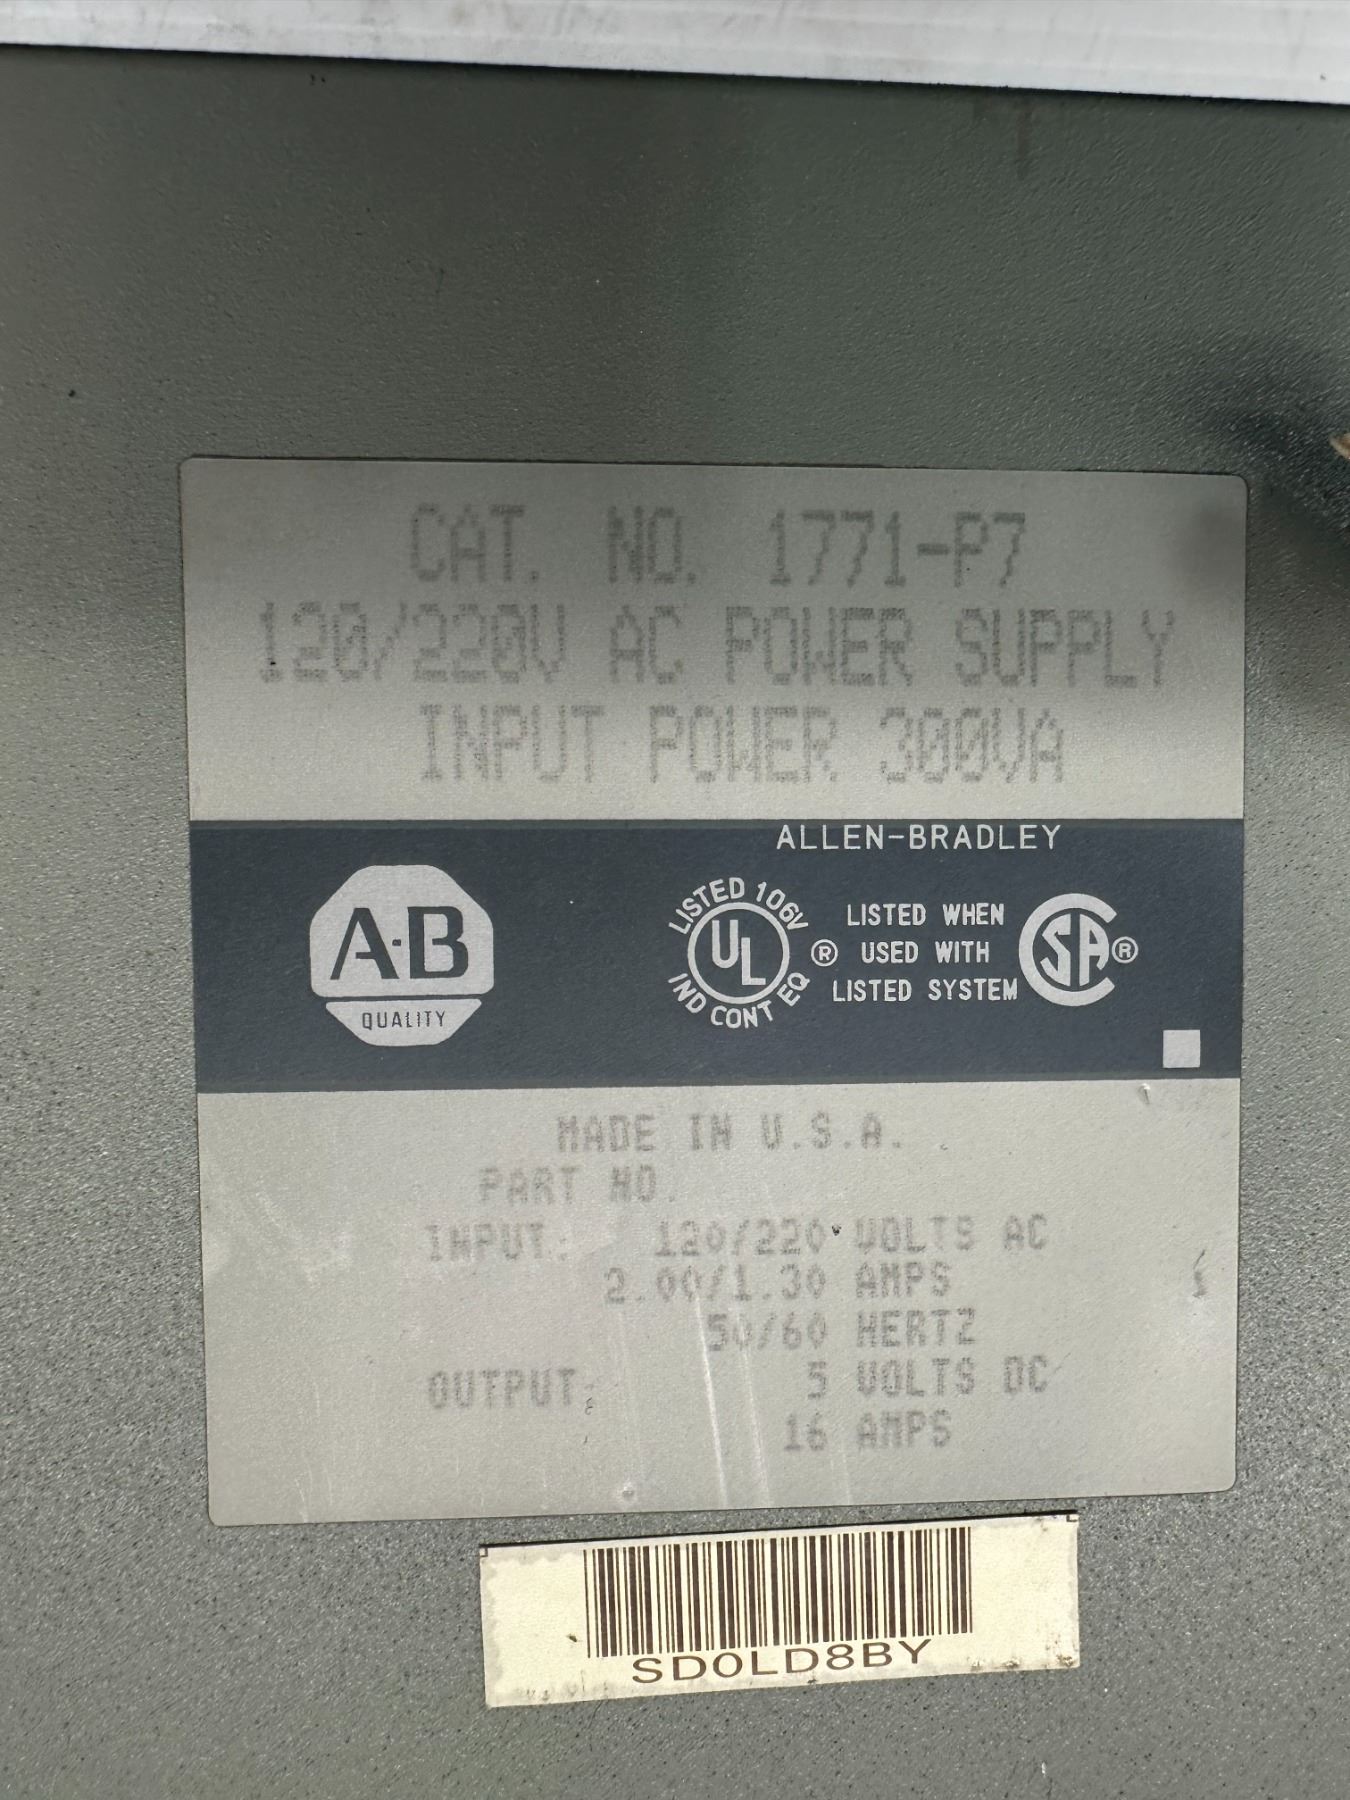 CAT. NO. 1771-P7
120/220V AC POWER SUPPLY
INPUT POWER 300VA
ALLEN-BRADLEY
A·B
QUALITY
LISTED 106V
UL ®
IND CONT EQ
LISTED WHEN
USED WITH
LISTED SYSTEM
SA ®
MADE IN U.S.A.
PART NO.
INPUT: 120/220 VOLTS AC
2.00/1.30 AMPS
50/60 HERTZ
OUTPUT: 5 VOLTS DC
16 AMPS
SD0LD8BY